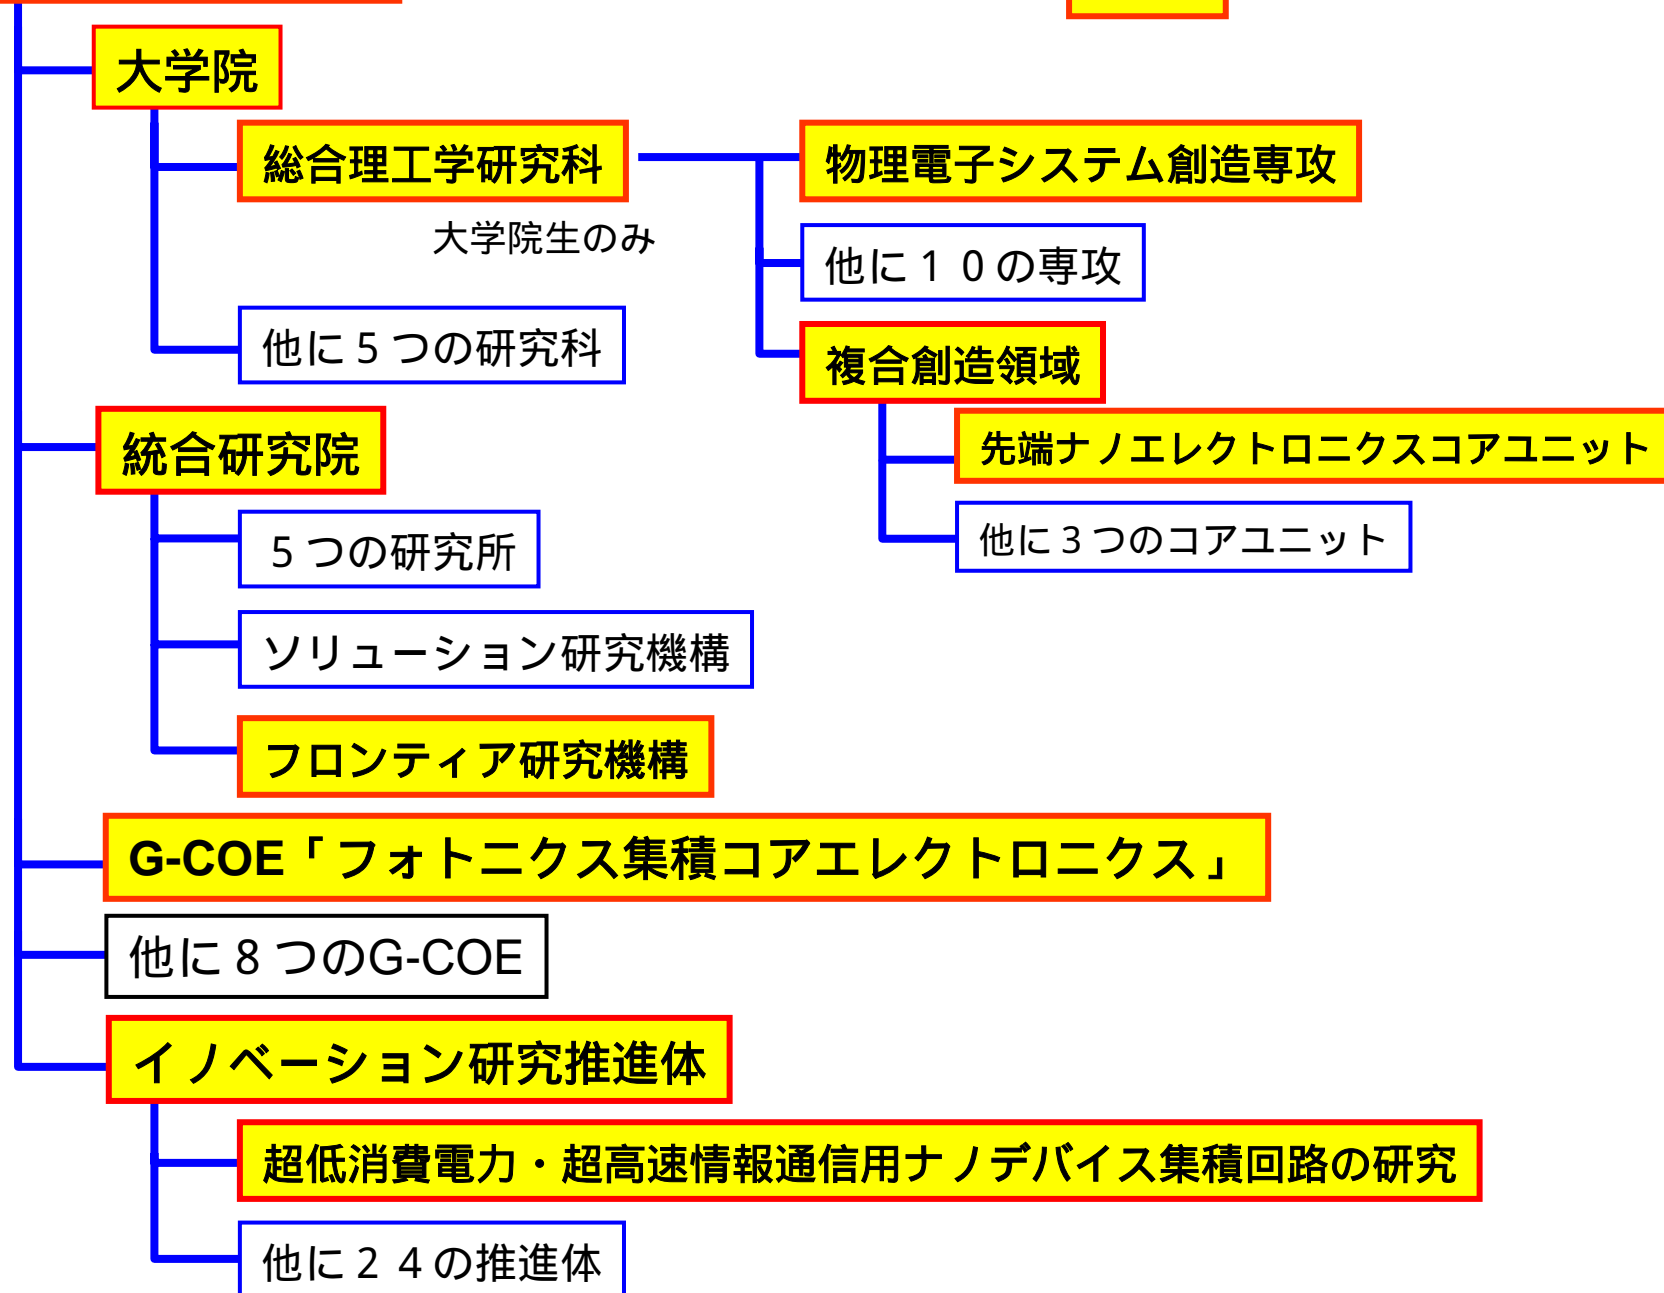 大学院
総合理工学研究科
物理電子システム創造専攻
大学院生のみ
他に１０の専攻
他に５つの研究科
複合創造領域
先端ナノエレクトロニクスコアユニット
他に３つのコアユニット
統合研究院
５つの研究所
ソリューション研究機構
フロンティア研究機構
G-COE「フォトニクス集積コアエレクトロニクス」
他に８つのG-COE
イノベーション研究推進体
超低消費電力・超高速情報通信用ナノデバイス集積回路の研究
他に２４の推進体